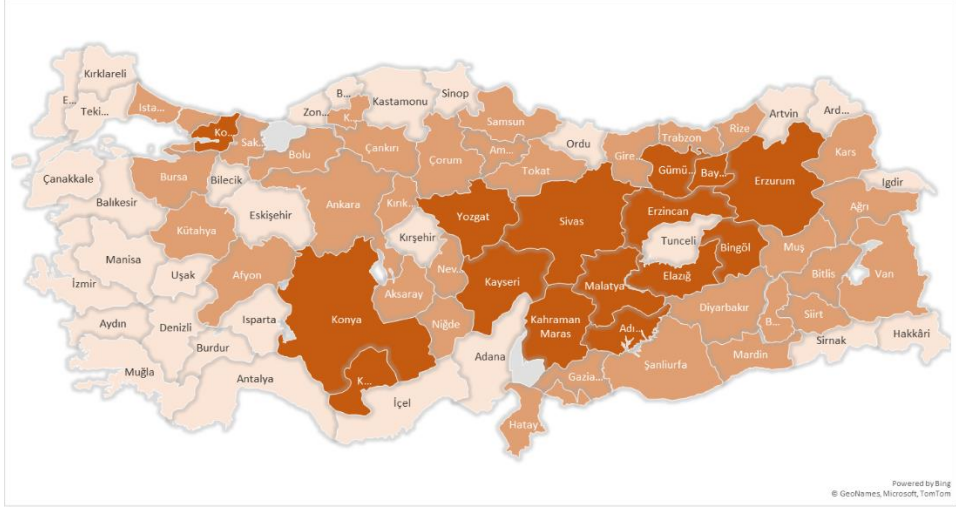 Kırklareli
E...
Teki...
Ista...
Ko...
Sak...
Zon...
B...
K...
Kastamonu
Sinop
Samsun
Ordu
Gire...
Trabzon
Rize
Artvin
Ard...
Kars
Igdir
Bolu
Çankırı
Çorum
Am...
Tokat
Gümü...
Bay...
Erzurum
Ağrı
Çanakkale
Balıkesir
Bursa
Bilecik
Eskişehir
Ankara
Kırık...
Yozgat
Sivas
Erzincan
Tunceli
Bingöl
Muş
Kütahya
Kırşehir
Manisa
Uşak
Afyon
Nev...
Kayseri
Malatya
Elazığ
Bitlis
Van
İzmir
Aksaray
Diyarbakır
B...
Siirt
Aydın
Denizli
Isparta
Konya
Niğde
Kahraman
Maras
Adı...
Sirnak
Hakkâri
Burdur
Adana
Mardin
Muğla
Antalya
K...
Gazia...
Şanlıurfa
İçel
Hatay
Powered by Bing
© GeoNames, Microsoft, TomTom